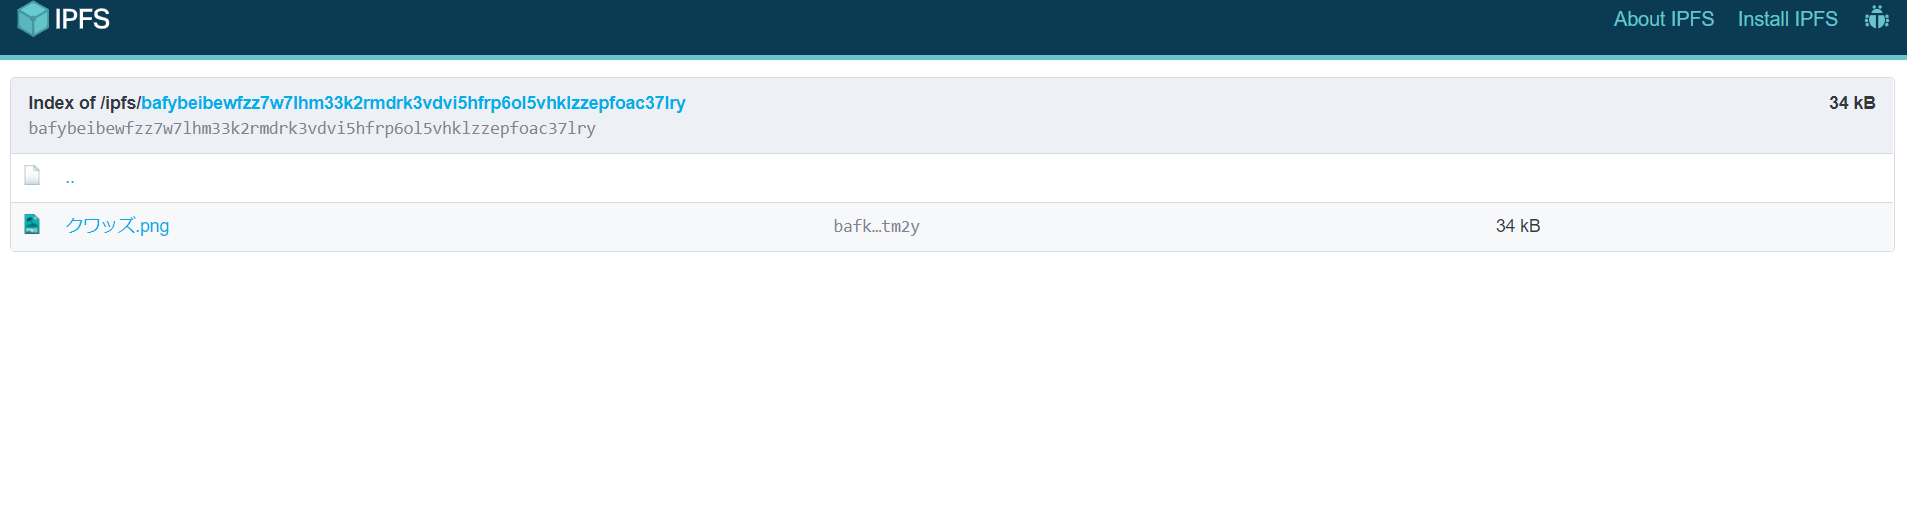 IPFS
About IPFS Install IPFS
Index of /ipfs/bafybeibewfzz7w7lhm33k2rmdrk3vdvi5hfrp6ol5vhklzzepfoac37lry 34 kB
bafybeibewfzz7w7lhm33k2rmdrk3vdvi5hfrp6ol5vhklzzepfoac37lry
..
クワッズ.png bafk…tm2y 34 kB